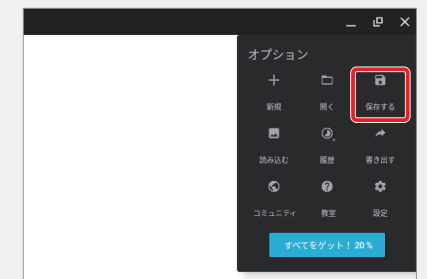 オプション
新規 開く 保存する
読み込む 履歴 書き出す
コミュニティ 教室 設定
すべてをゲット！ 20 %